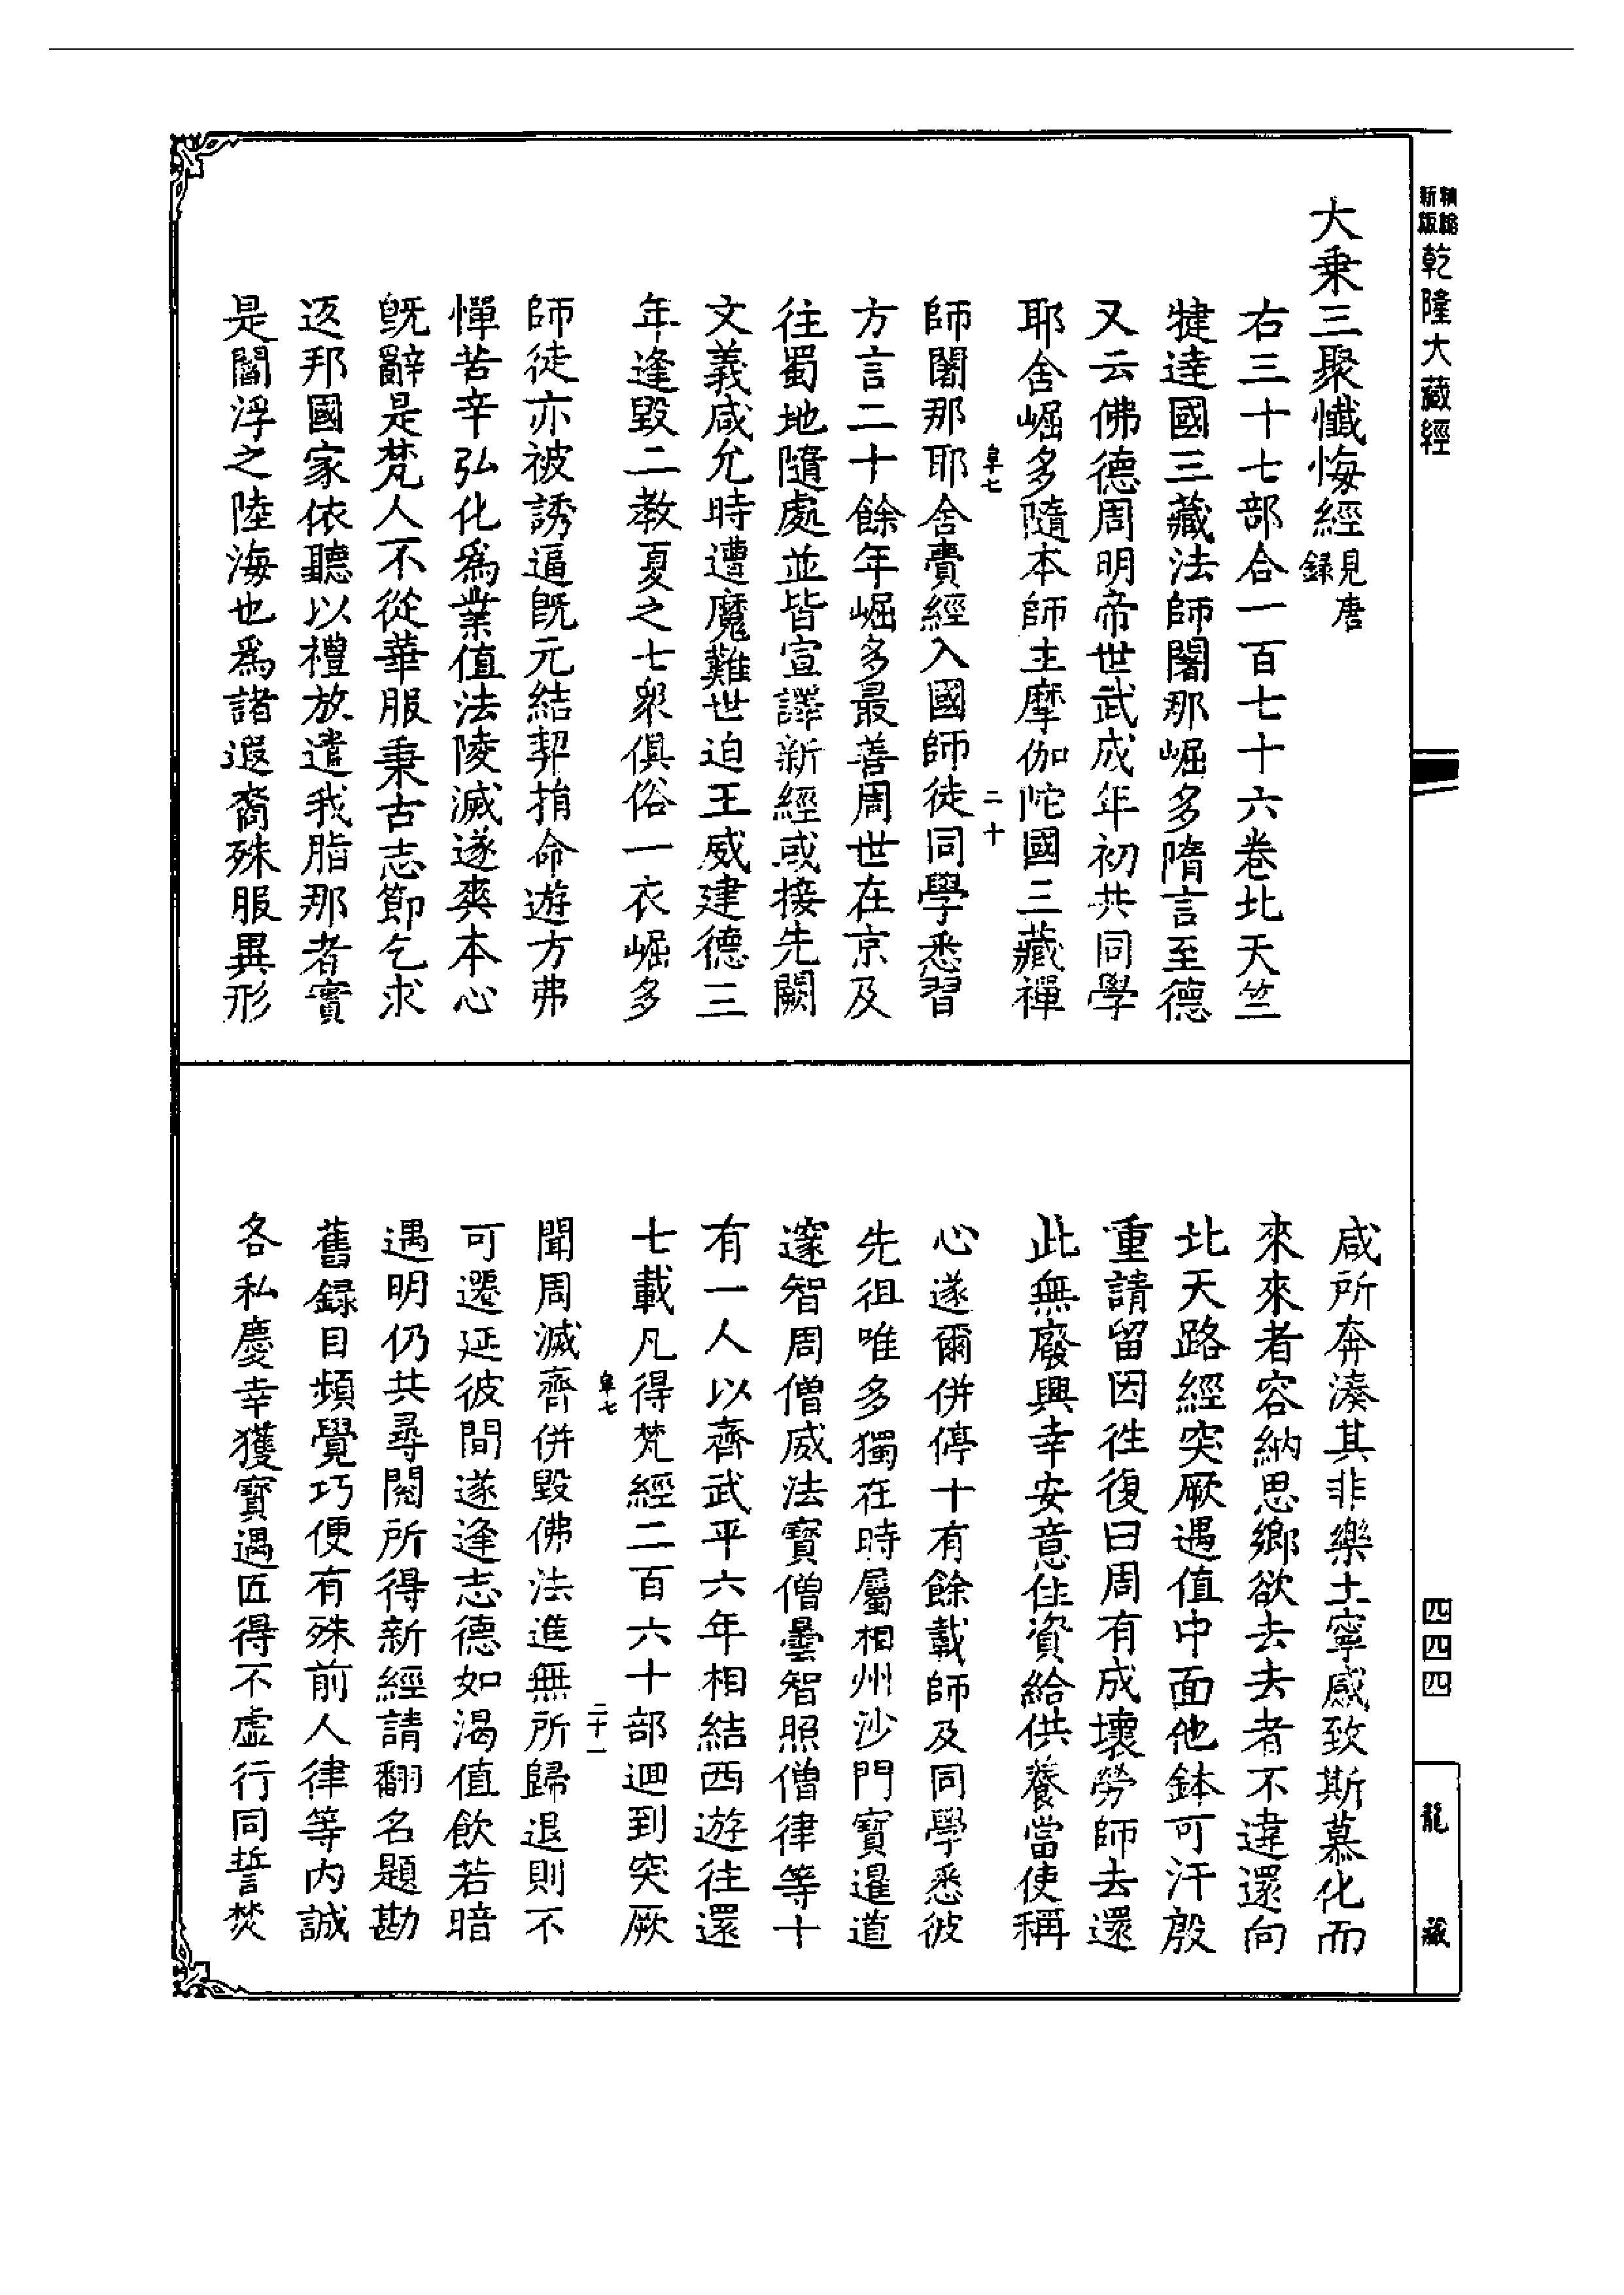 精縮新版
乾隆大藏經
大乘三聚懺悔經見唐錄
右三十七部合一百七十六卷北天竺
犍達國三藏法師闍那崛多隋言至德
又云佛德周明帝世武成年初共同學
耶舍崛多隨本師主摩伽陀國三藏禪
阜七 二十
師闍那耶舍賷經入國師徒同學悉習
方言二十餘年崛多最善周世在京及
往蜀地隨處並皆宣譯新經或接先闕
文義咸允時遭魔難世迫王威建德三
年逢毀二教夏之七衆俱俗一衣崛多
師徒亦被誘逼旣元結契捐命遊方弗
憚苦辛弘化爲業值法陵滅遂爽本心
旣辭是梵人不從華服秉古志節乞求
返邦國家依聽以禮放遣我脂那者實
是閻浮之陸海也爲諸遐裔殊服異形
咸所奔湊其非樂土寧感致斯慕化而
來來者容納思鄉欲去去者不違還向
北天路經突厥遇值中面他鉢可汗殷
重請留因徃復曰周有成壞勞師去還
此無廢興幸安意住資給供養當使稱
心遂爾併停十有餘載師及同學悉彼
先徂唯多獨在時屬相州沙門寶暹道
邃智周僧威法寶僧曇智照僧律等十
有一人以齊武平六年相結西遊往還
七載凡得梵經二百六十部迴到突厥
阜七 二十一
聞周滅齊併毀佛法進無所歸退則不
可遷延彼間遂逢志德如渴值飲若暗
遇明仍共尋閱所得新經請翻名題勘
舊録目頻覺巧便有殊前人律等内誠
各私慶幸獲寶遇匠得不虛行同誓焚
四四四
龍藏